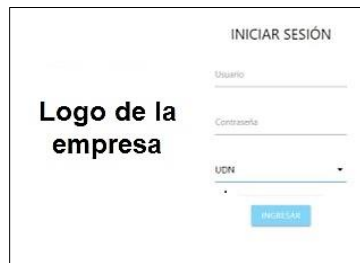 INICIAR SESIÓN
Usuario
Logo de la
empresa
Contraseña
UDN
INGRESAR